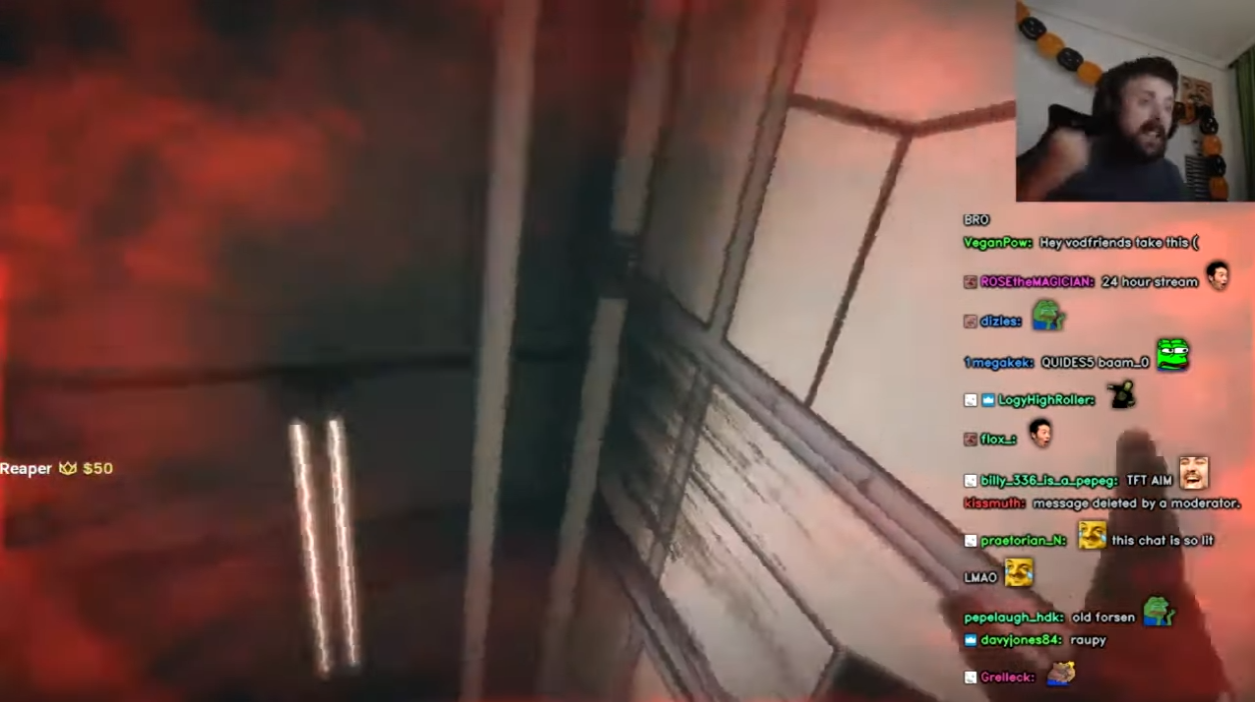 BRO
VeganPow: Hey vodfriends take this (
ROSEtheMAGICIAN: 24 hour stream
dizles:
1megakek: QUIDES5 baam_0
LogyHighRoller:
flox_:
Reaper $50
billy_336_is_a_pepeg: TFT AIM
kissmuth: message deleted by a moderator.
praetorian_N: this chat is so lit
LMAO
pepelaugh_hdk: old forsen
davyjones84: raupy
Grelleck: